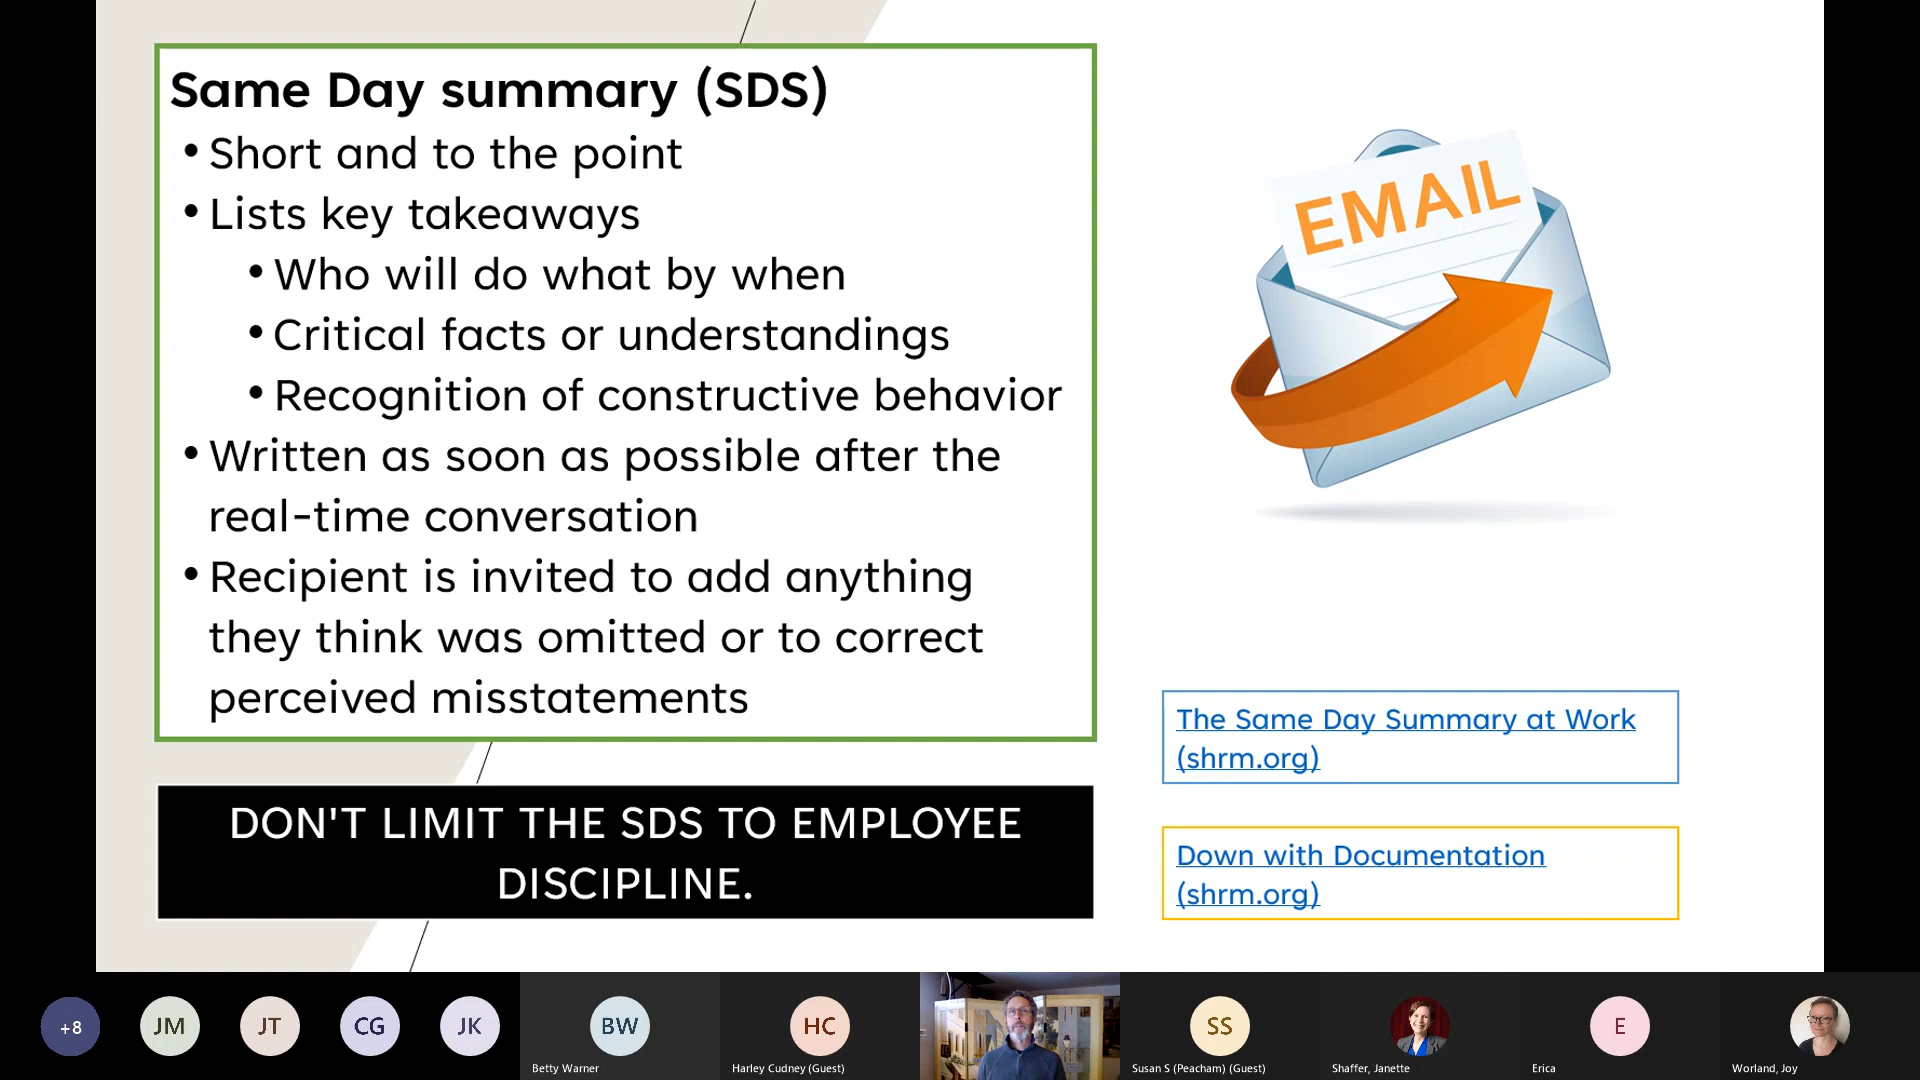 Same Day summary (SDS)
• Short and to the point
• Lists key takeaways
• Who will do what by when
• Critical facts or understandings
• Recognition of constructive behavior
• Written as soon as possible after the
real-time conversation
• Recipient is invited to add anything
they think was omitted or to correct
perceived misstatements
DON'T LIMIT THE SDS TO EMPLOYEE
DISCIPLINE.
EMAIL
The Same Day Summary at Work
(shrm.org)
Down with Documentation
(shrm.org)
+8
JM
JT
CG
JK
BW
Betty Warner
HC
Harley Cudney (Guest)
SS
Susan S (Peacham) (Guest)
Shaffer, Janette
E
Erica
Worland, Joy